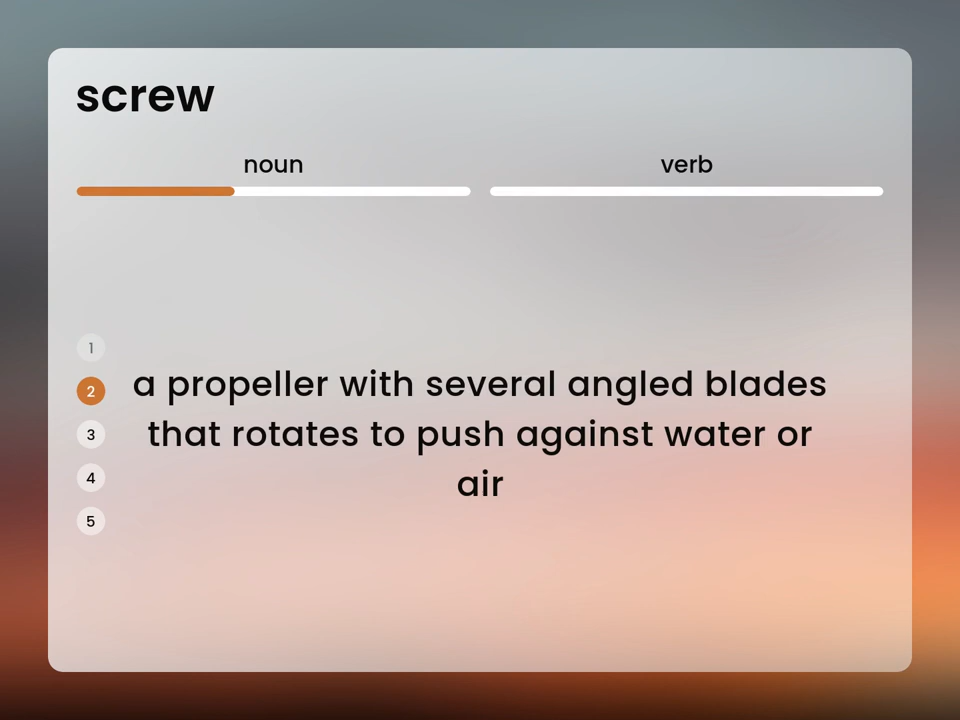 screw
noun
verb
1
2
3
4
5
a propeller with several angled blades
that rotates to push against water or
air